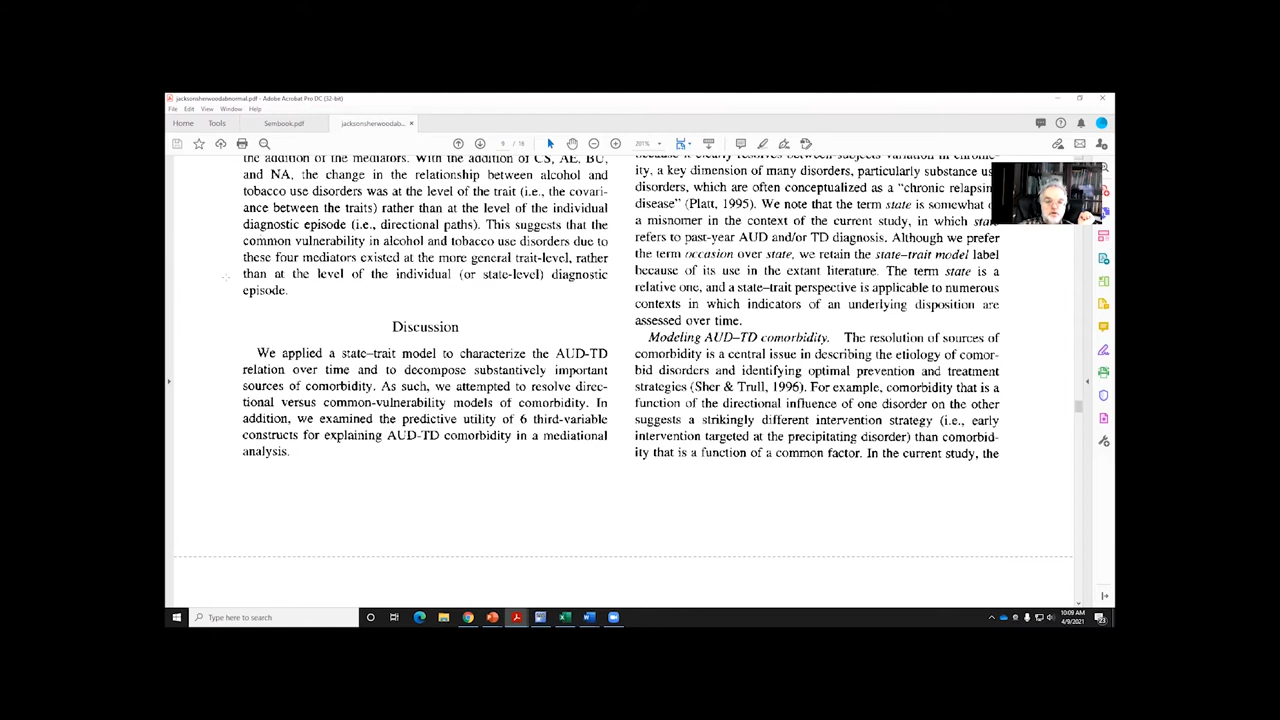 jacksonsherwoodabnormal.pdf - Adobe Acrobat Pro DC (32-bit)
File Edit View Window Help
Home Tools Sembook.pdf jacksonsherwoodab... ×
9 / 16 201%
the addition of the mediators. With the addition of CS, AE, BU,
and NA, the change in the relationship between alcohol and
tobacco use disorders was at the level of the trait (i.e., the covari-
ance between the traits) rather than at the level of the individual
diagnostic episode (i.e., directional paths). This suggests that the
common vulnerability in alcohol and tobacco use disorders due to
these four mediators existed at the more general trait-level, rather
than at the level of the individual (or state-level) diagnostic
episode.
Discussion
We applied a state–trait model to characterize the AUD-TD
relation over time and to decompose substantively important
sources of comorbidity. As such, we attempted to resolve direc-
tional versus common-vulnerability models of comorbidity. In
addition, we examined the predictive utility of 6 third-variable
constructs for explaining AUD-TD comorbidity in a mediational
analysis.
because it clearly resolves between-subjects variation in chronic-
ity, a key dimension of many disorders, particularly substance us
disorders, which are often conceptualized as a “chronic relapsin
disease” (Platt, 1995). We note that the term state is somewhat
a misnomer in the context of the current study, in which stat
refers to past-year AUD and/or TD diagnosis. Although we prefer
the term occasion over state, we retain the state–trait model label
because of its use in the extant literature. The term state is a
relative one, and a state–trait perspective is applicable to numerous
contexts in which indicators of an underlying disposition are
assessed over time.
Modeling AUD–TD comorbidity. The resolution of sources of
comorbidity is a central issue in describing the etiology of comor-
bid disorders and identifying optimal prevention and treatment
strategies (Sher & Trull, 1996). For example, comorbidity that is a
function of the directional influence of one disorder on the other
suggests a strikingly different intervention strategy (i.e., early
intervention targeted at the precipitating disorder) than comorbid-
ity that is a function of a common factor. In the current study, the
Type here to search
10:09 AM
4/9/2021